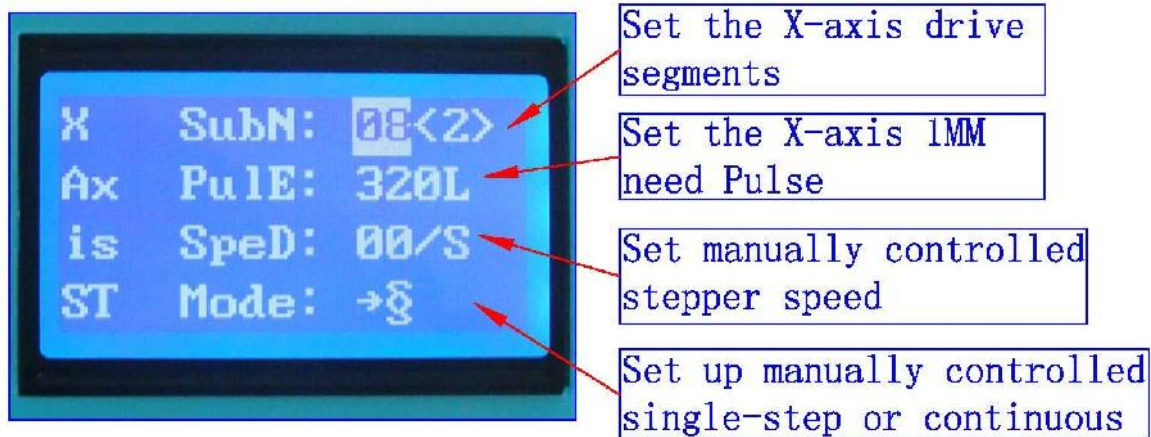 X SubN: 08<2>
Ax PulE: 320L
is SpeD: 00/S
ST Mode: →§
Set the X-axis drive
segments
Set the X-axis 1MM
need Pulse
Set manually controlled
stepper speed
Set up manually controlled
single-step or continuous